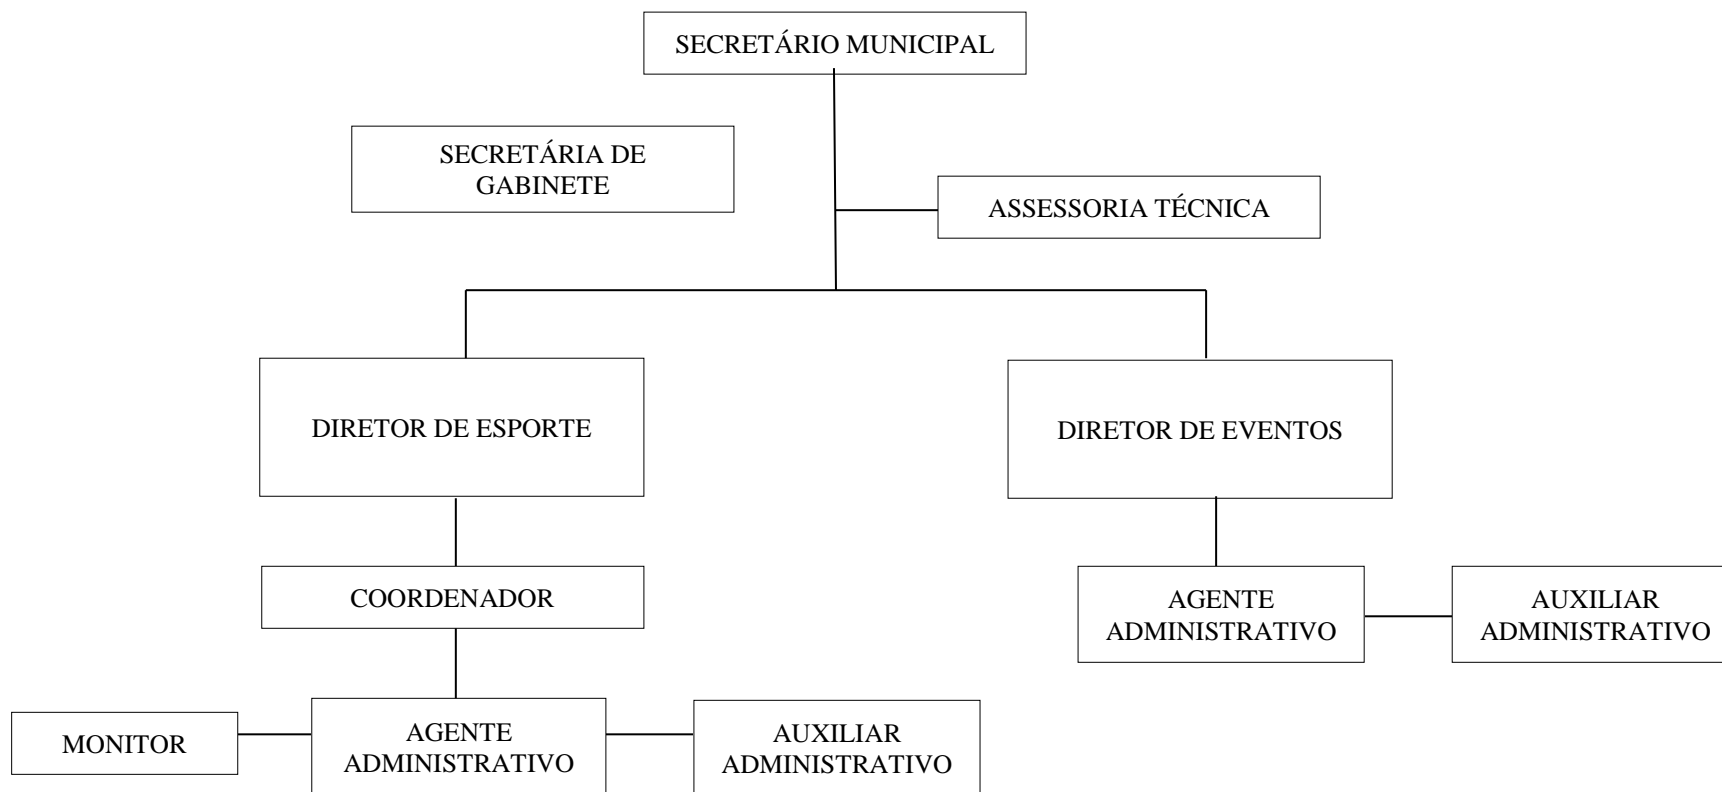 SECRETÁRIO MUNICIPAL
SECRETÁRIA DE
GABINETE
ASSESSORIA TÉCNICA
DIRETOR DE ESPORTE
DIRETOR DE EVENTOS
COORDENADOR
AGENTE
ADMINISTRATIVO
AUXILIAR
ADMINISTRATIVO
MONITOR
AGENTE
ADMINISTRATIVO
AUXILIAR
ADMINISTRATIVO